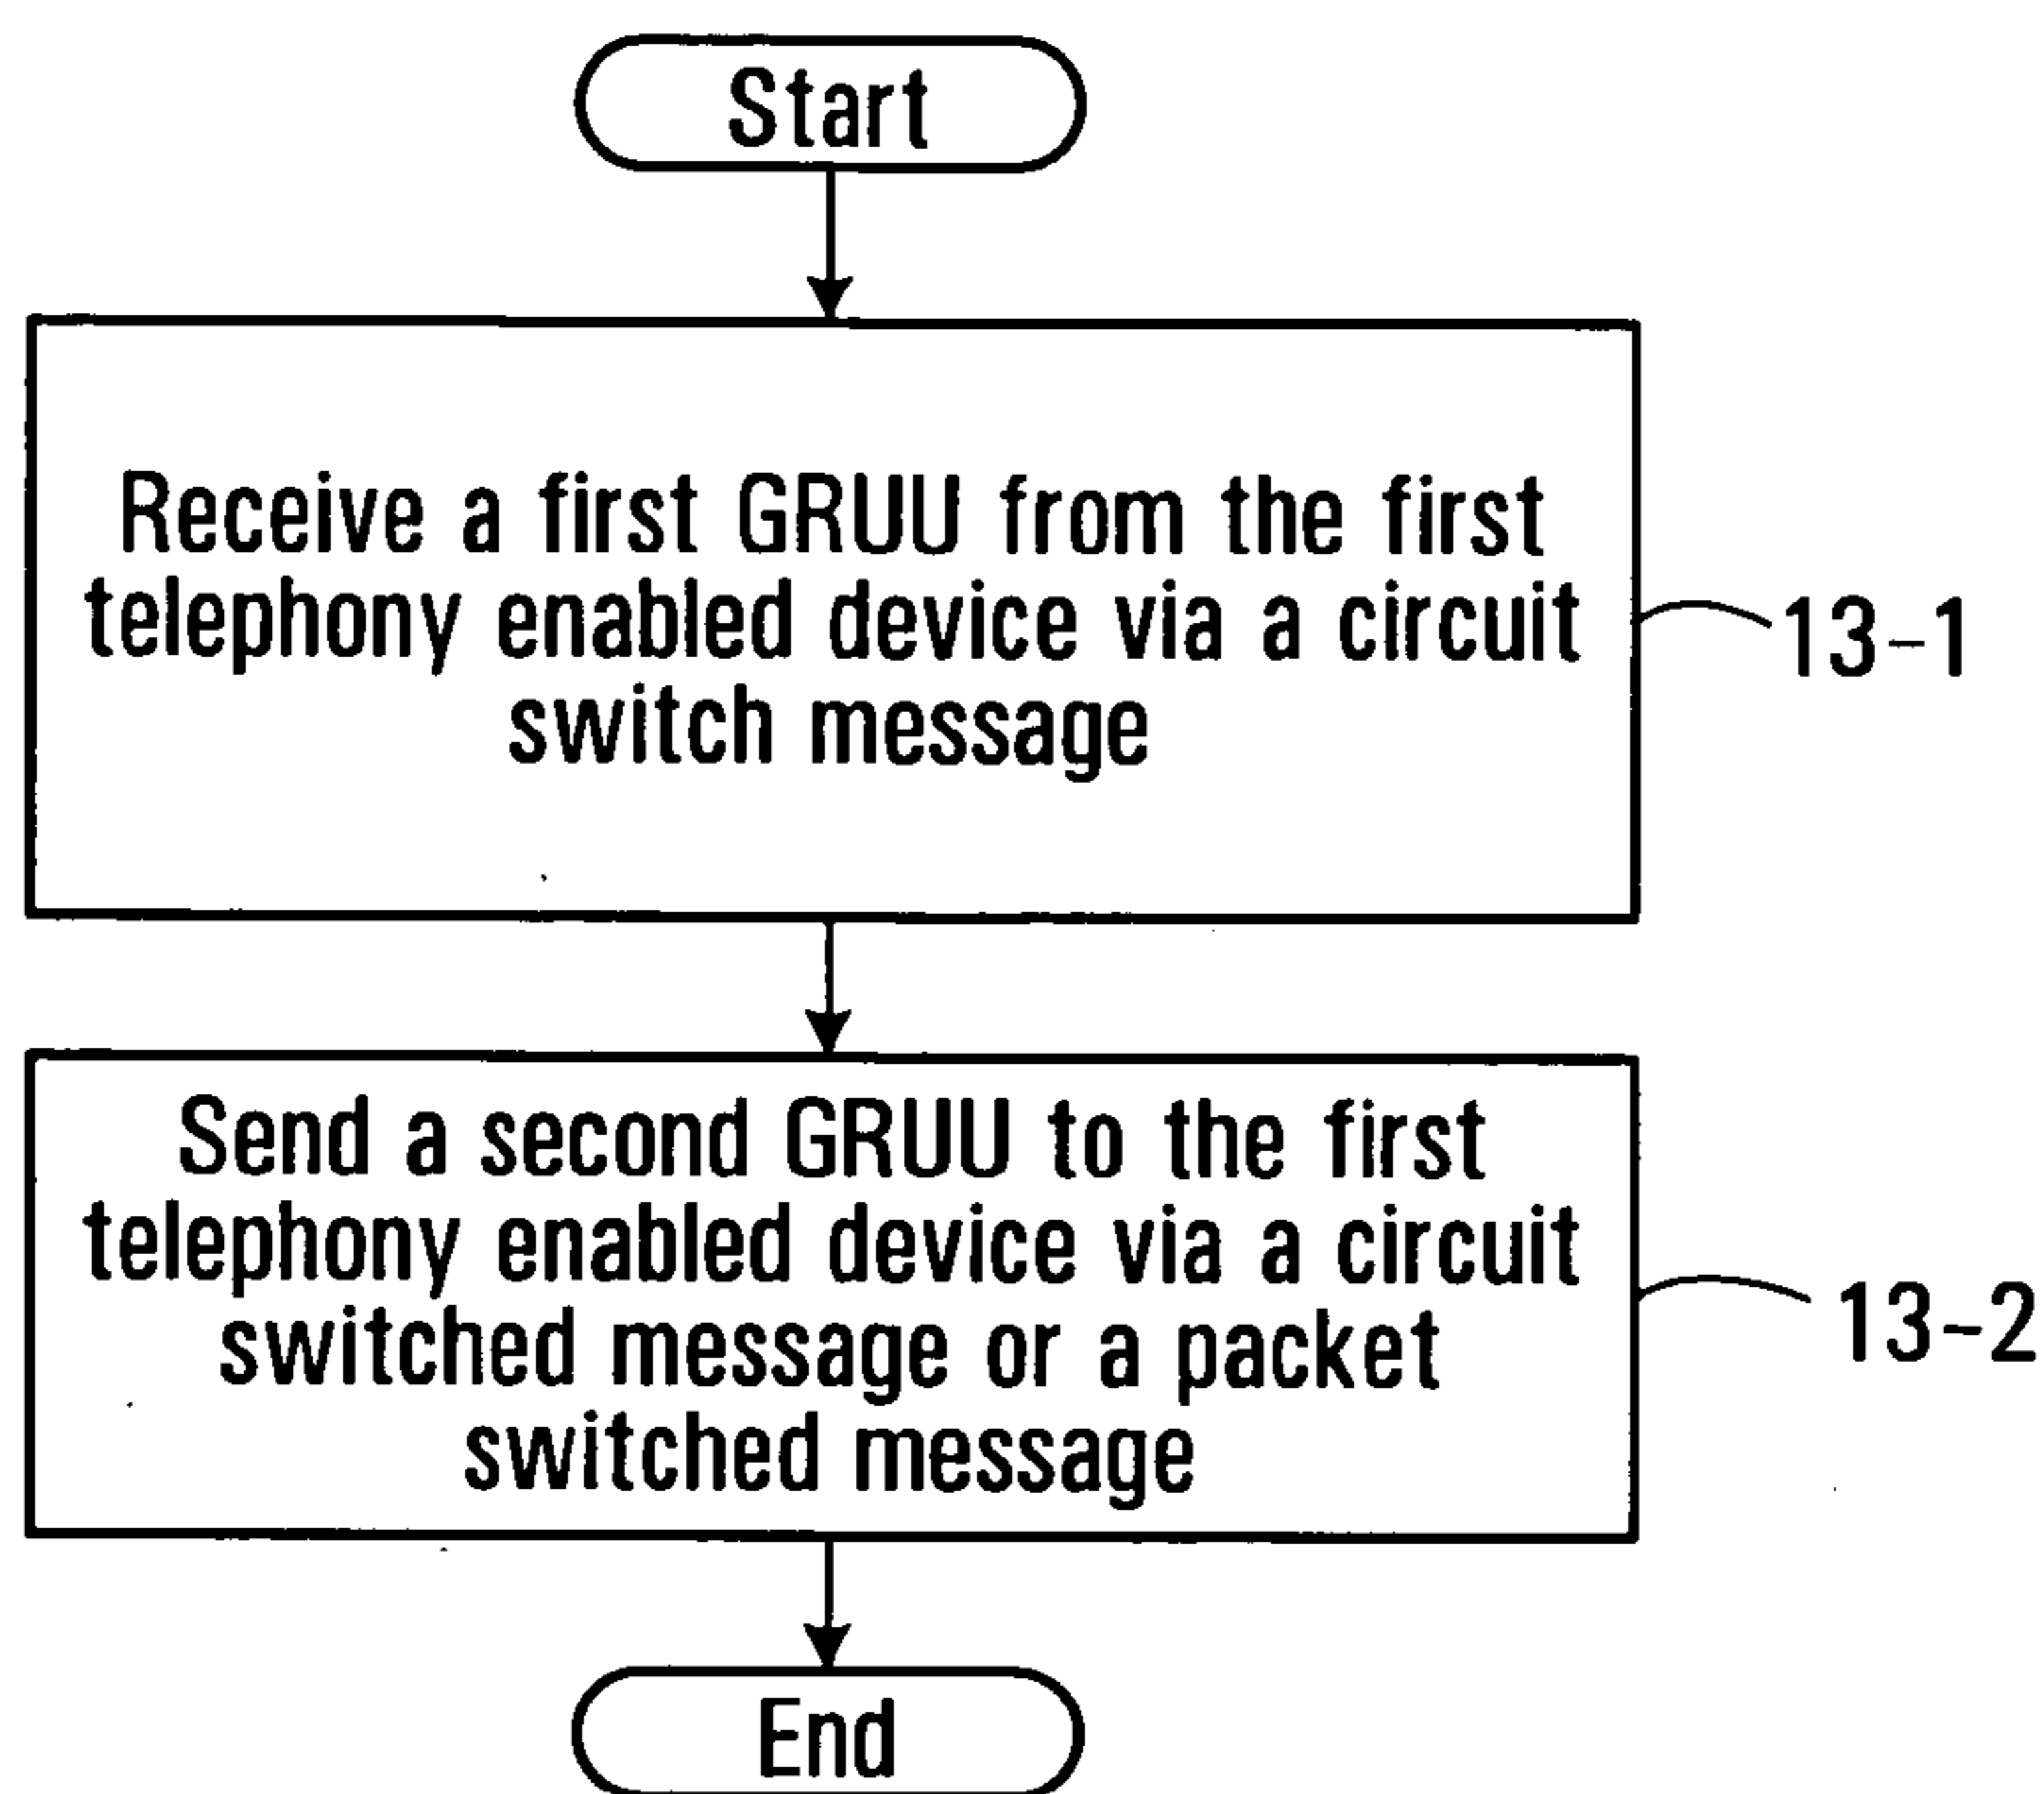 Start
Receive a first GRUU from the first
telephony enabled device via a circuit
switch message
13-1
Send a second GRUU to the first
telephony enabled device via a circuit
switched message or a packet
switched message
13-2
End